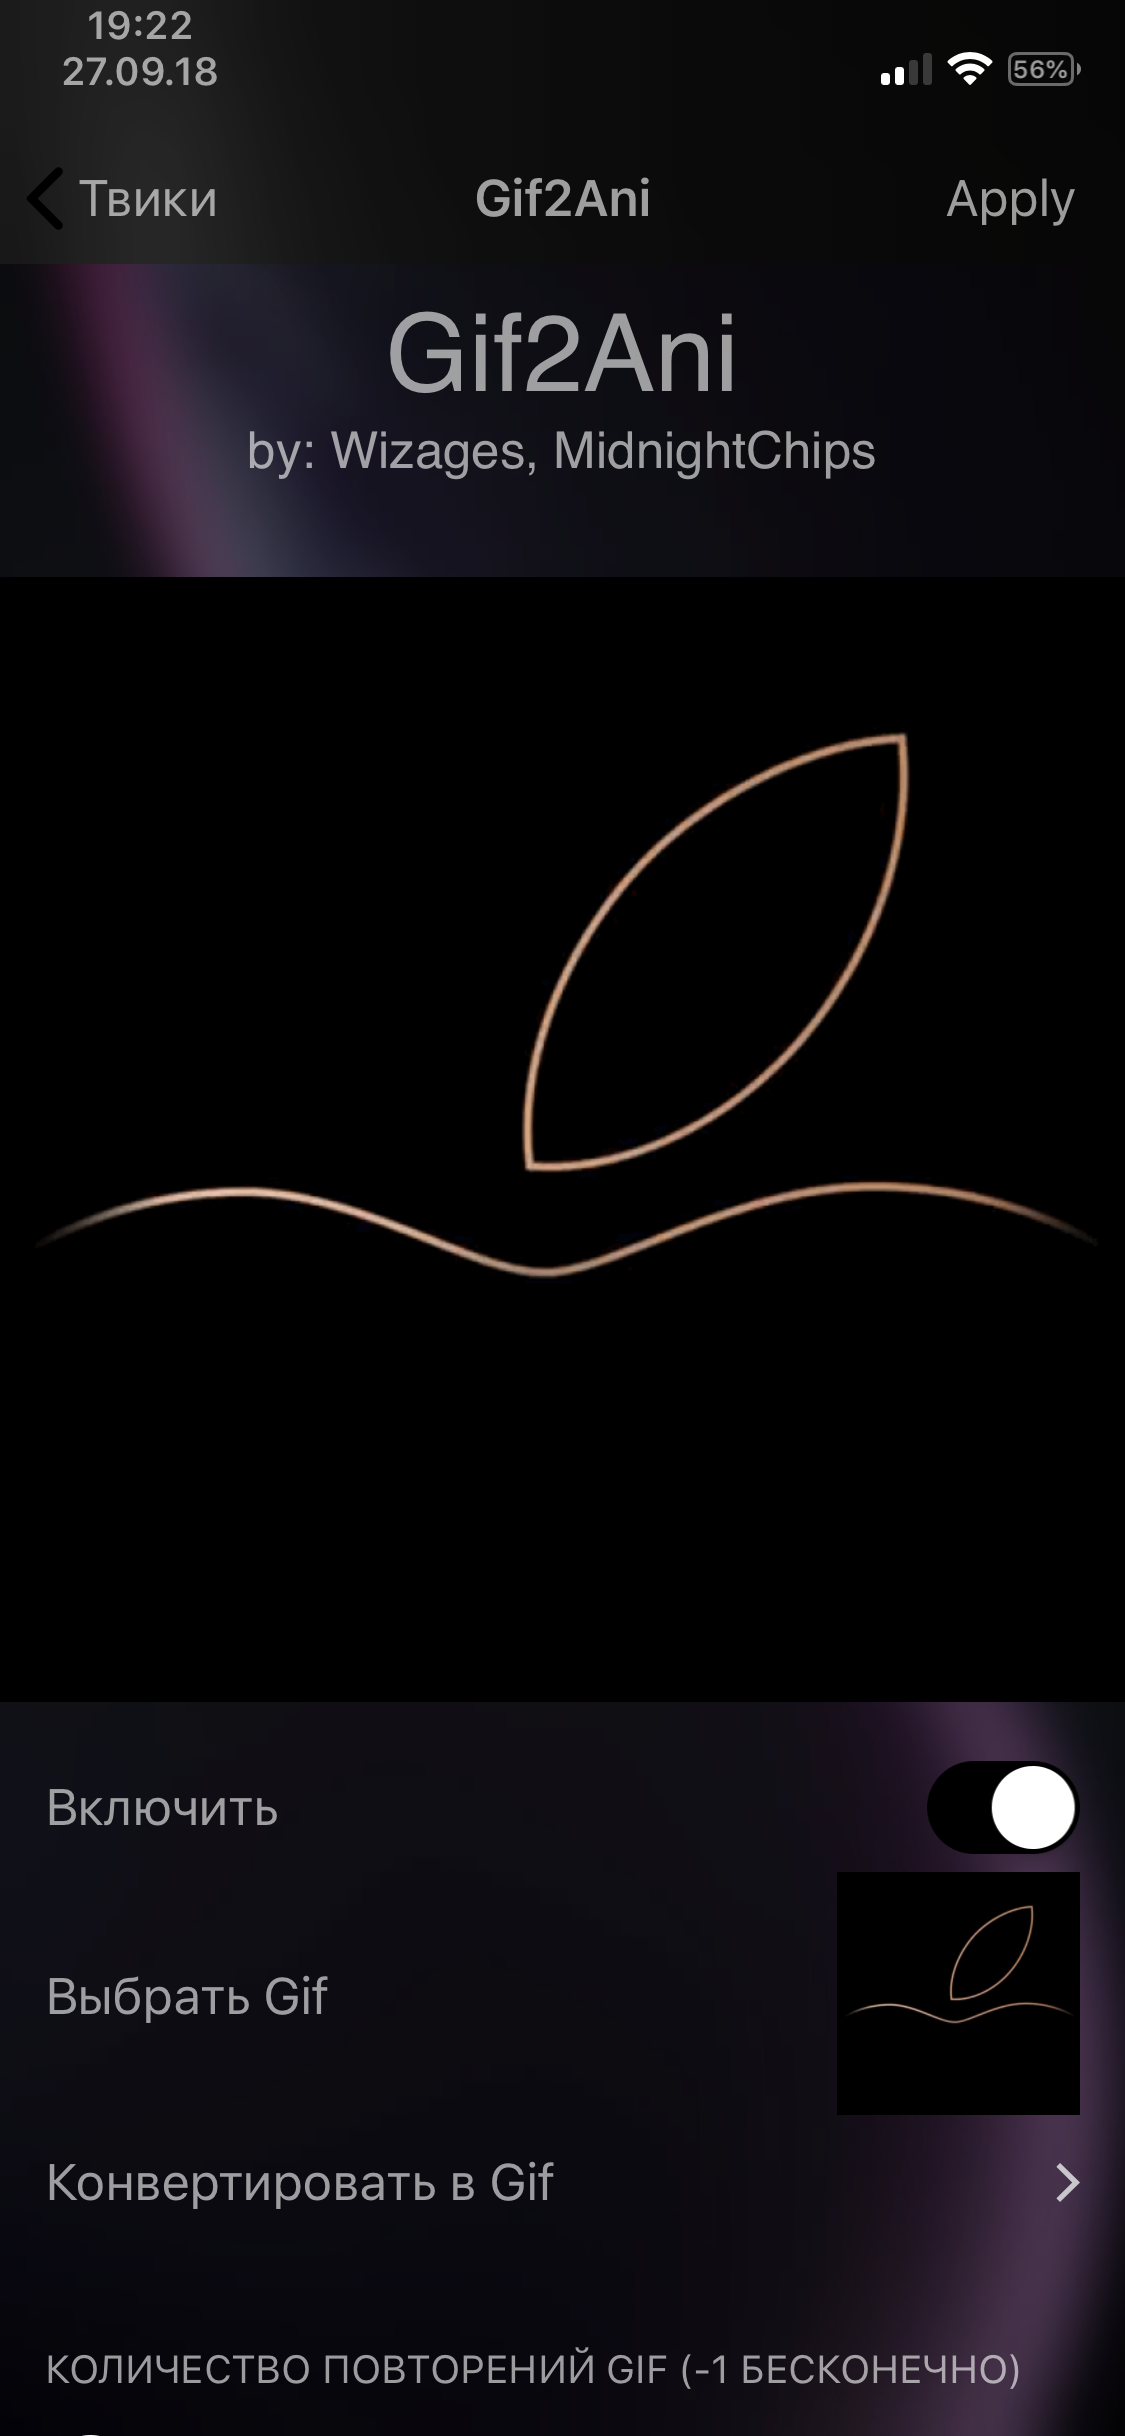 19:22
27.09.18
56%
Твики
Gif2Ani
Apply
Gif2Ani
by: Wizages, MidnightChips
Включить
Выбрать Gif
Конвертировать в Gif
КОЛИЧЕСТВО ПОВТОРЕНИЙ GIF (-1 БЕСКОНЕЧНО)